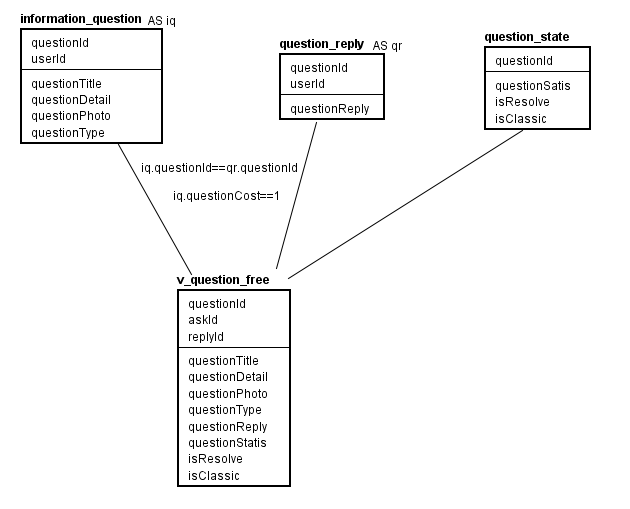 information_question AS iq
questionId
userId
questionTitle
questionDetail
questionPhoto
questionType
question_reply AS qr
questionId
userId
questionReply
question_state
questionId
questionSatis
isResolve
isClassic
iq.questionId==qr.questionId
iq.questionCost==1
v_question_free
questionId
askId
replyId
questionTitle
questionDetail
questionPhoto
questionType
questionReply
questionStatis
isResolve
isClassic